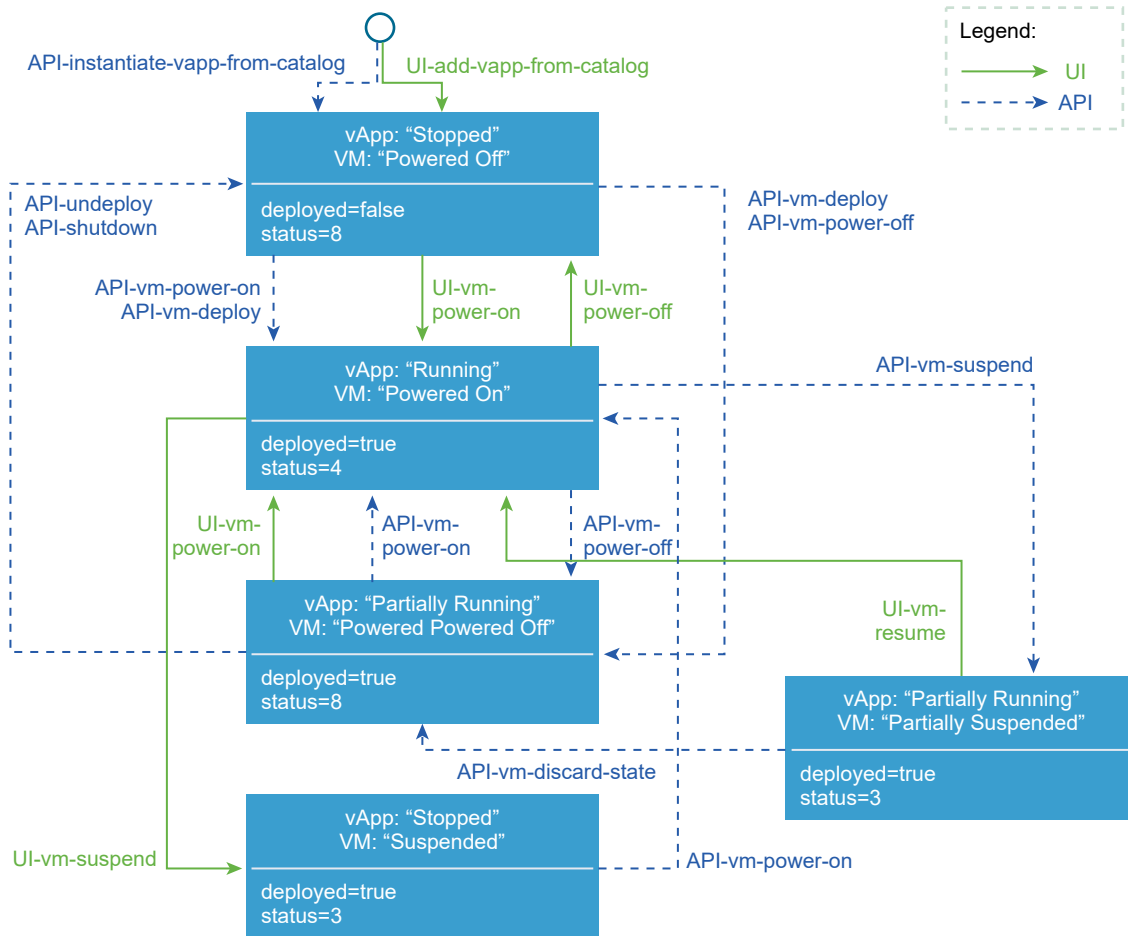 Legend:
UI
API
API-instantiate-vapp-from-catalog
UI-add-vapp-from-catalog
vApp: “Stopped”
VM: “Powered Off”
deployed=false
status=8
API-undeploy
API-shutdown
API-vm-deploy
API-vm-power-off
API-vm-power-on
API-vm-deploy
UI-vm-
power-on
UI-vm-
power-off
vApp: “Running”
VM: “Powered On”
deployed=true
status=4
API-vm-suspend
UI-vm-
power-on
API-vm-
power-on
API-vm-
power-off
vApp: “Partially Running”
VM: “Powered Powered Off”
deployed=true
status=8
UI-vm-
resume
vApp: “Partially Running”
VM: “Partially Suspended”
deployed=true
status=3
API-vm-discard-state
vApp: “Stopped”
VM: “Suspended”
deployed=true
status=3
UI-vm-suspend
API-vm-power-on